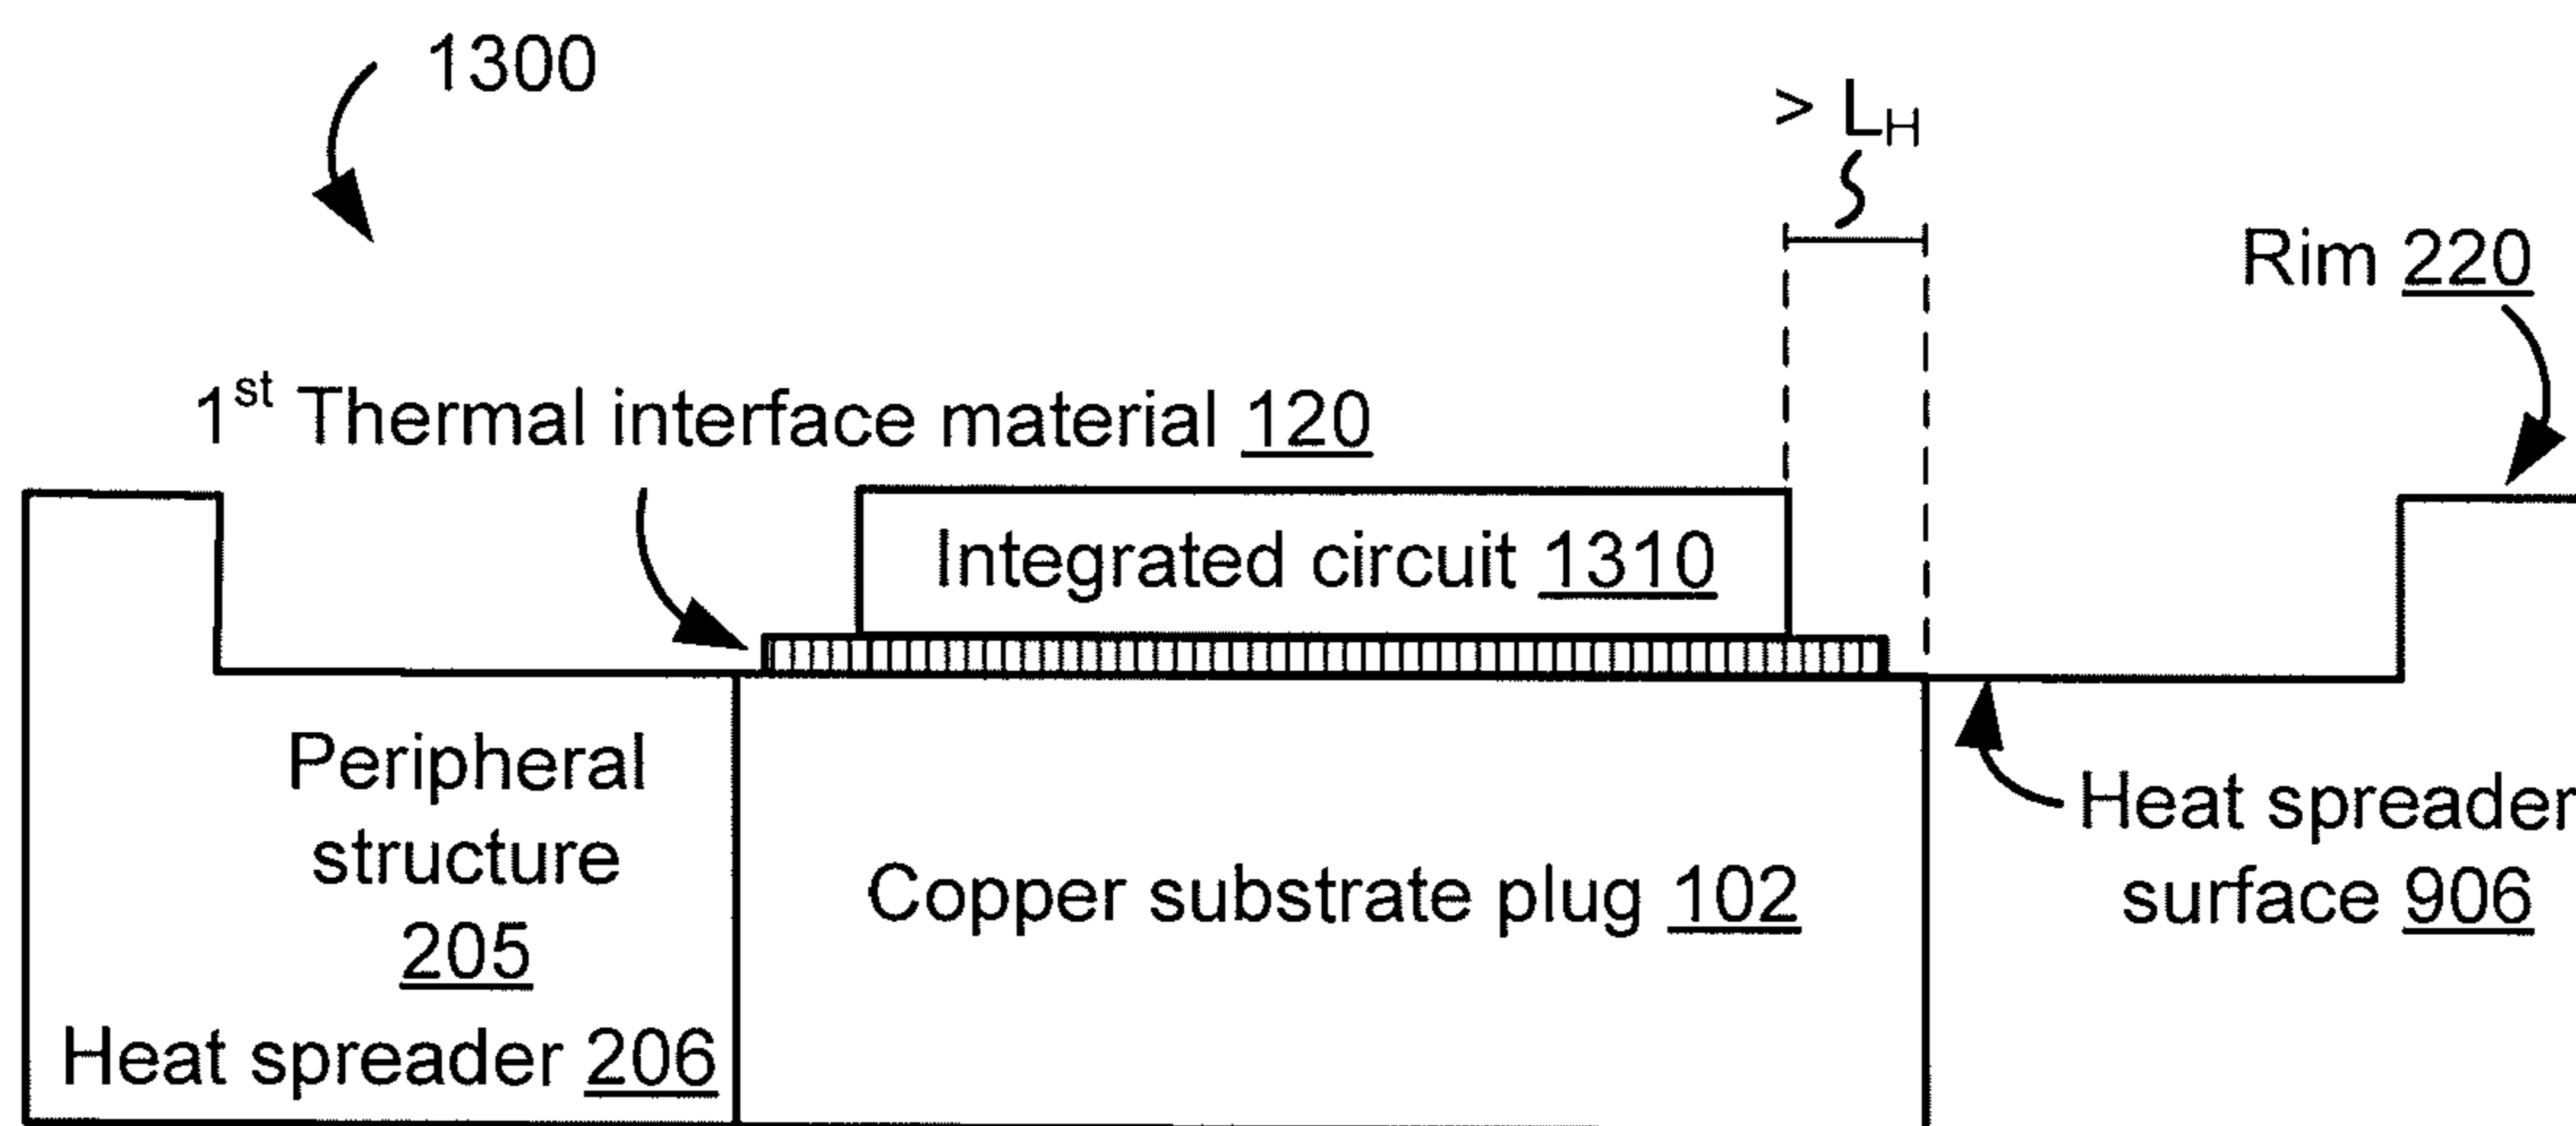 1300
> LH
Rim 220
1st Thermal interface material 120
Integrated circuit 1310
Peripheral
structure
205
Heat spreader 206
Copper substrate plug 102
Heat spreader
surface 906